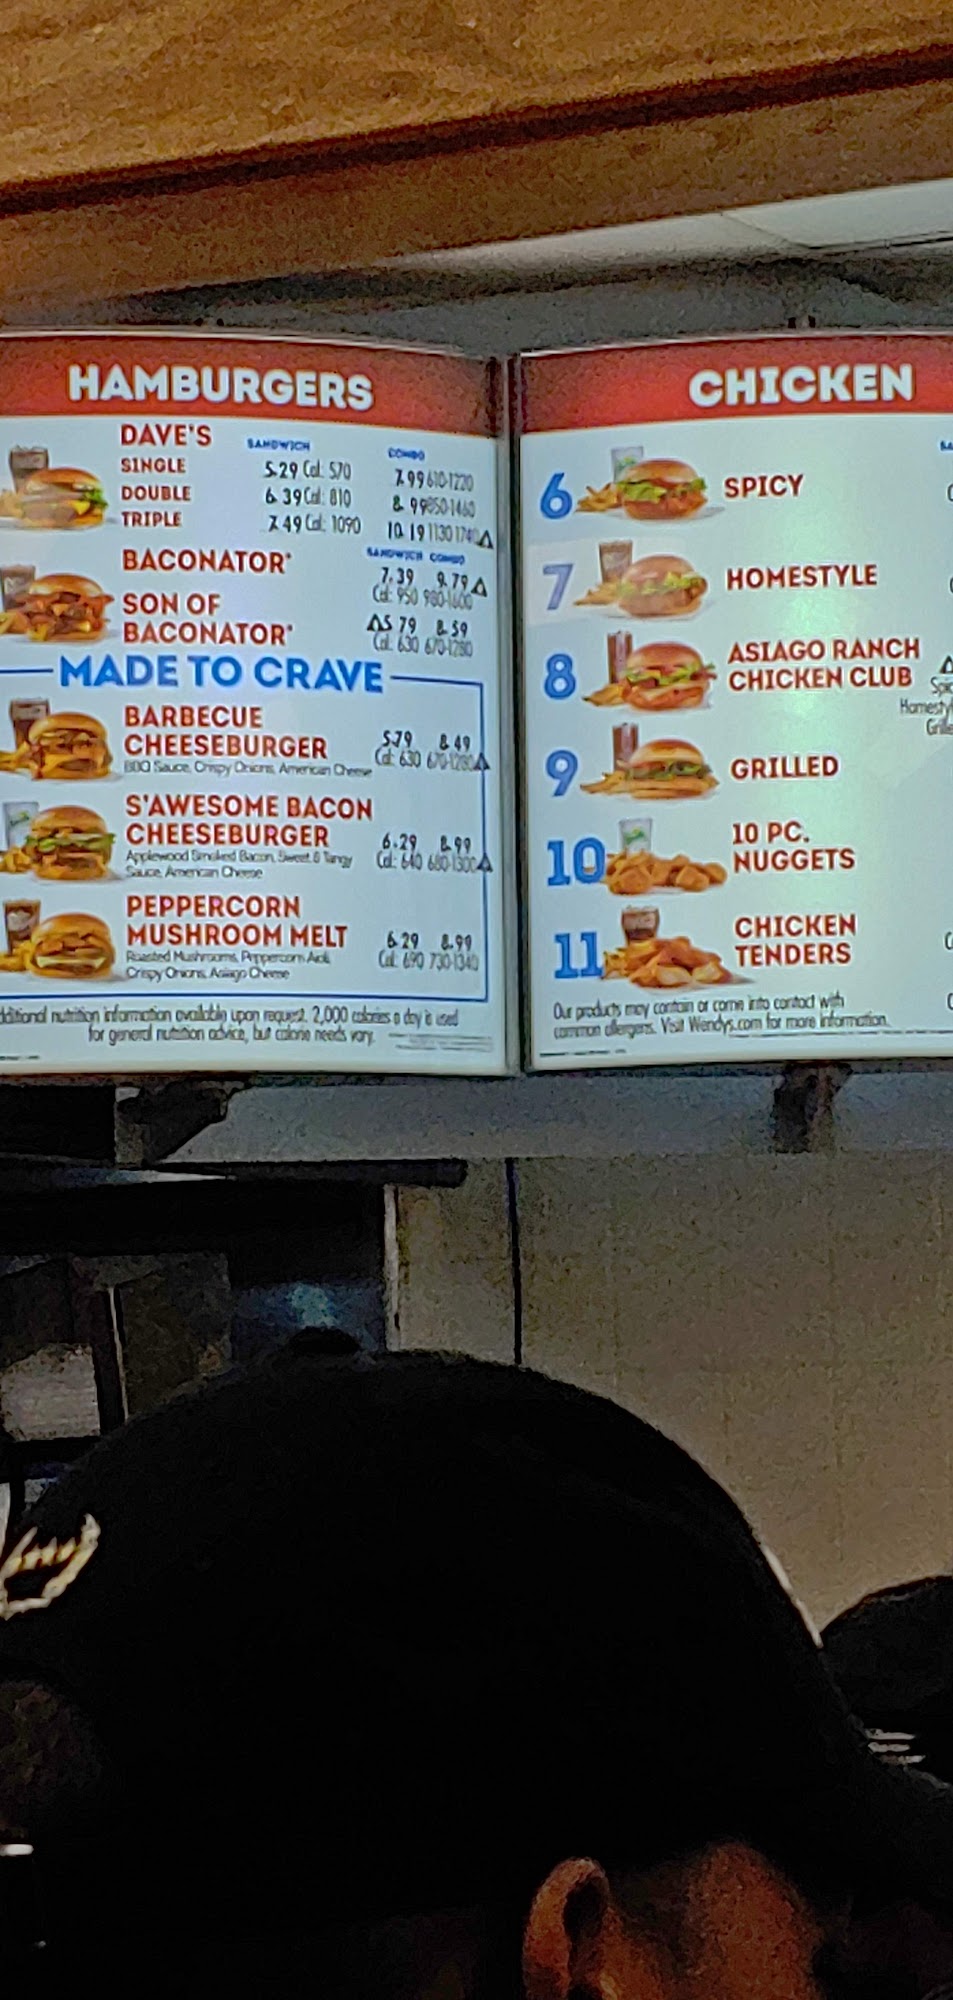 HAMBURGERS
DAVE'S SANDWICH COMBO
SINGLE 5.29 Cal: 570 7.99 610-1220
DOUBLE 6.39 Cal: 810 8.99 850-1460
TRIPLE 7.49 Cal: 1090 10.19 1130-1740
SANDWICH COMBO
BACONATOR® 7.39 9.79
Cal: 950 980-1600
SON OF
BACONATOR® 5.79 8.59
Cal: 630 670-1280
MADE TO CRAVE
BARBECUE
CHEESEBURGER 5.79 8.49
Cal: 630 670-1280
BBQ Sauce, Crispy Onions, American Cheese
S'AWESOME BACON
CHEESEBURGER 6.29 8.99
Cal: 640 680-1300
Applewood Smoked Bacon, Sweet & Tangy
Sauce, American Cheese
PEPPERCORN
MUSHROOM MELT 6.29 8.99
Cal: 690 730-1340
Roasted Mushrooms, Peppercorn Aioli,
Crispy Onions, Asiago Cheese
dditional nutrition information available upon request. 2,000 calories a day is used
for general nutrition advice, but calorie needs vary.
CHICKEN
SA
6 SPICY
7 HOMESTYLE
8 ASIAGO RANCH
CHICKEN CLUB
Spic
Homesty
Grille
9 GRILLED
10 10 PC.
NUGGETS
11 CHICKEN
TENDERS
Our products may contain or come into contact with
common allergens. Visit Wendys.com for more information.